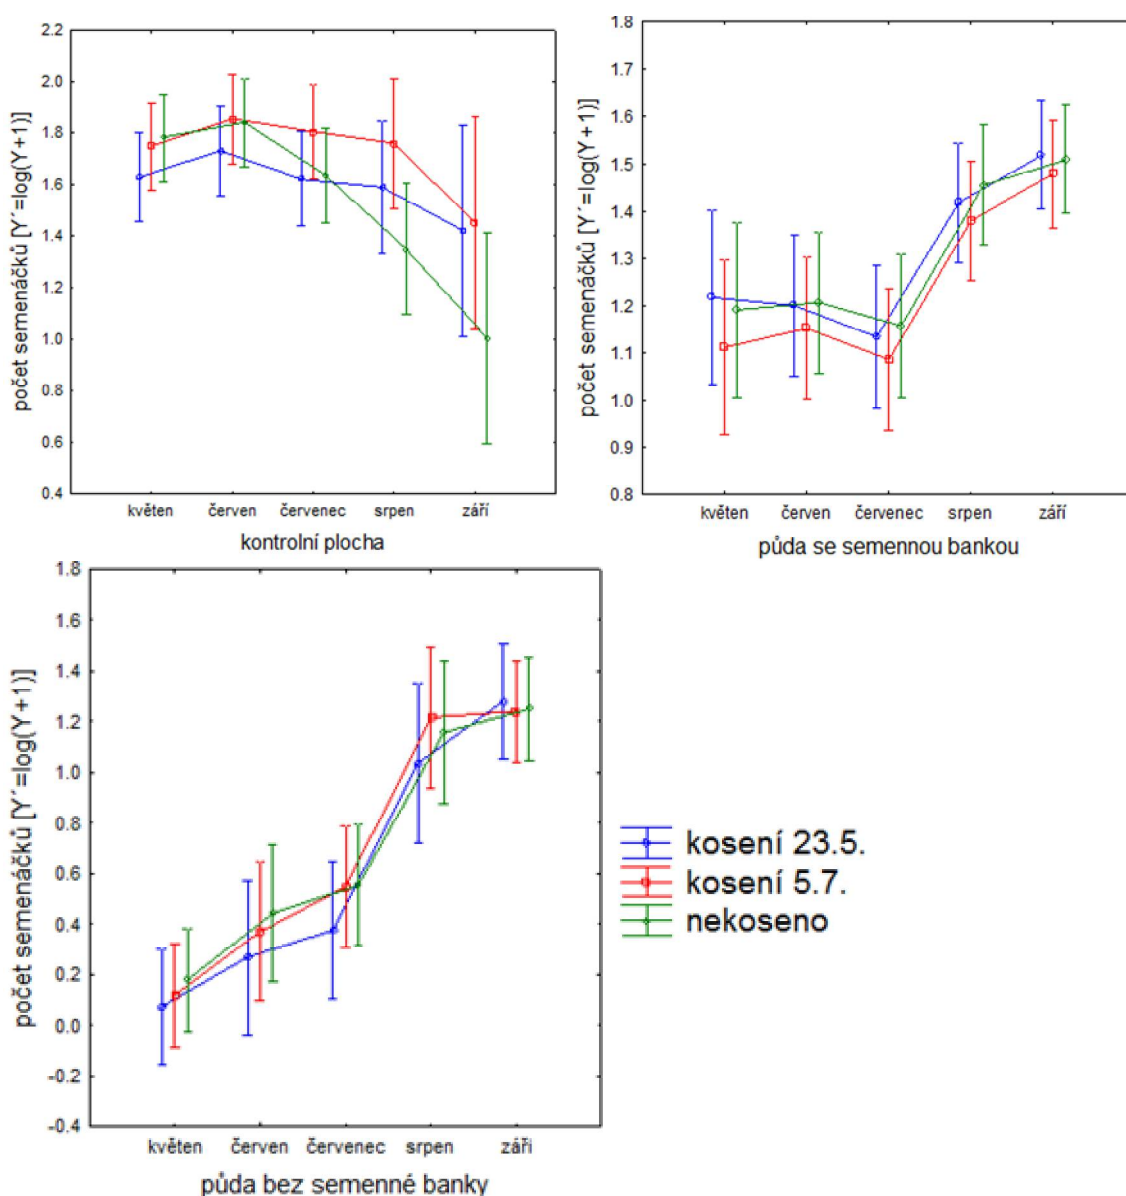 počet semenáčků [Y´=log(Y+1)]
2.2
2.0
1.8
1.6
1.4
1.2
1.0
0.8
0.6
0.4
květen červen červenec srpen září
kontrolní plocha
počet semenáčků [Y´=log(Y+1)]
1.8
1.7
1.6
1.5
1.4
1.3
1.2
1.1
1.0
0.9
0.8
květen červen červenec srpen září
půda se semennou bankou
počet semenáčků [Y´=log(Y+1)]
1.8
1.6
1.4
1.2
1.0
0.8
0.6
0.4
0.2
0.0
-0.2
-0.4
květen červen červenec srpen září
půda bez semenné banky
kosení 23.5.
kosení 5.7.
nekoseno